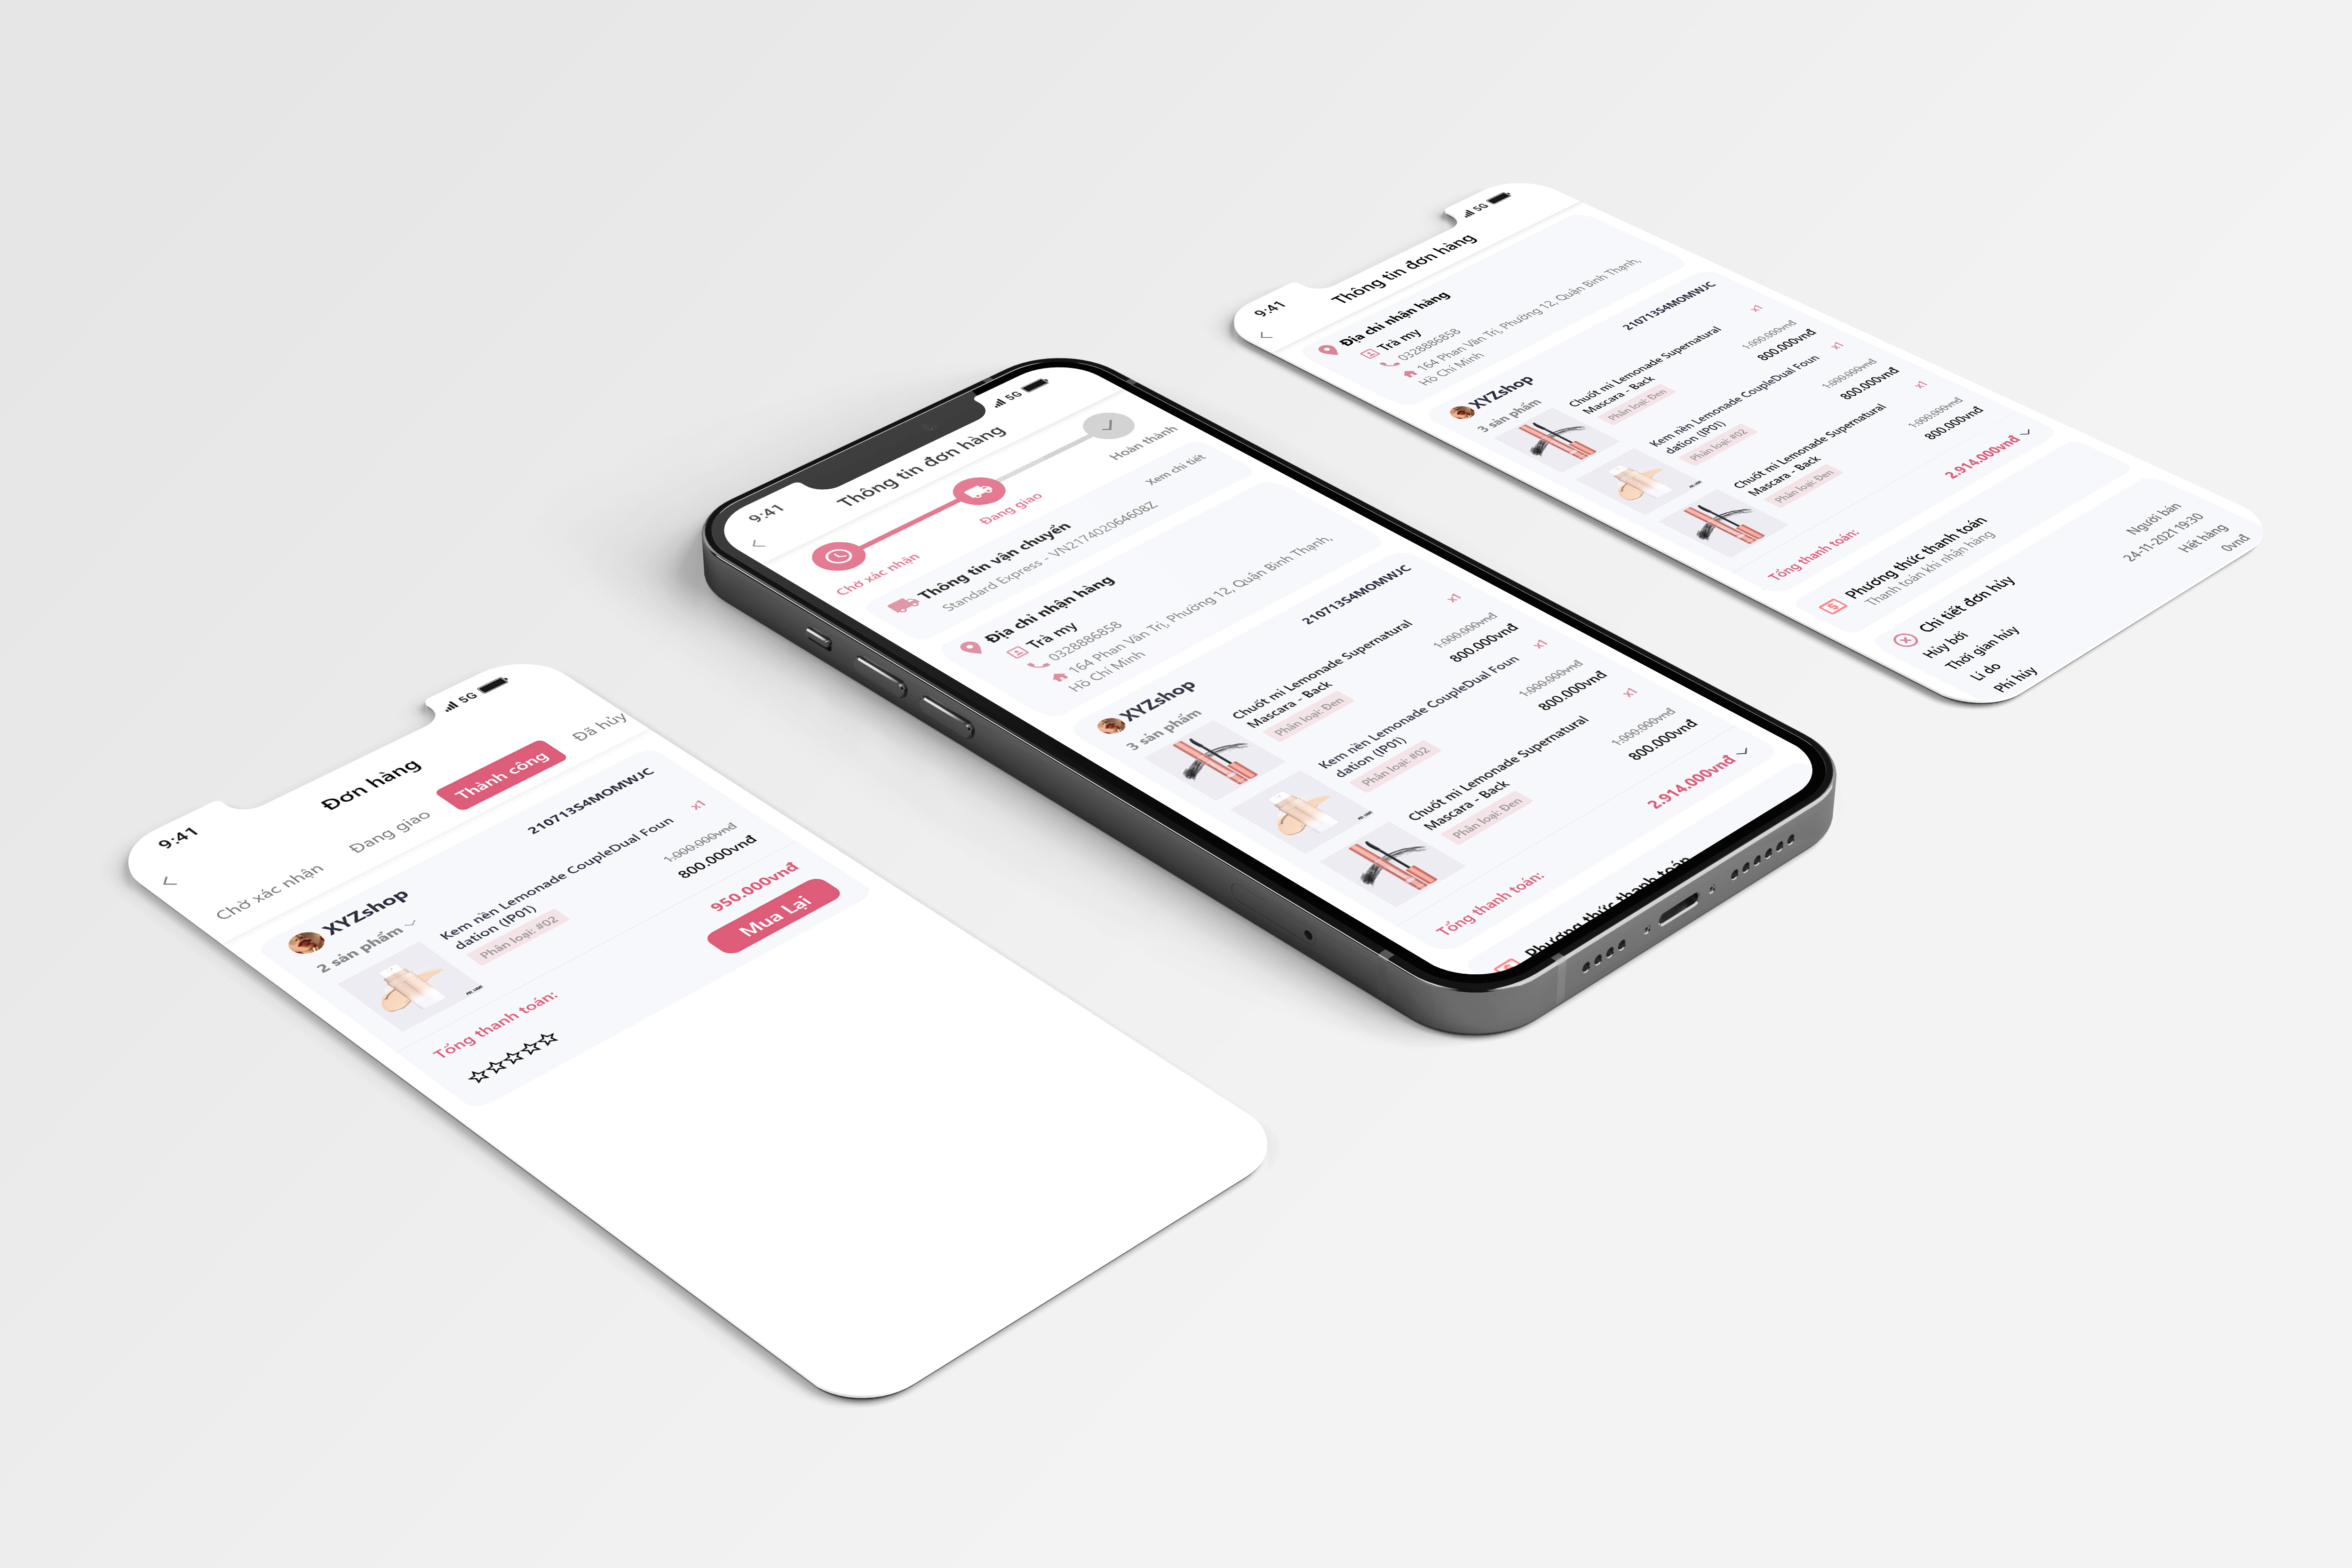 9:41
5G
Đơn hàng
Chờ xác nhận
Đang giao
Thành công
Đã hủy
XYZshop
210713S4MOMWJC
2 sản phẩm
Kem nền Lemonade CoupleDual Foun
dation (IP01)
x1
Phân loại: #02
1.000.000vnđ
800.000vnđ
Tổng thanh toán:
950.000vnđ
Mua Lại
9:41
5G
Thông tin đơn hàng
Chờ xác nhận
Đang giao
Hoàn thành
Thông tin vận chuyển
Xem chi tiết
Standard Express - VN217402064608Z
Địa chỉ nhận hàng
Trà my
0328886858
164 Phan Văn Trị, Phường 12, Quận Bình Thạnh,
Hồ Chí Minh
XYZshop
210713S4MOMWJC
3 sản phẩm
Chuốt mi Lemonade Supernatural
Mascara - Back
x1
Phân loại: Đen
1.000.000vnđ
800.000vnđ
Kem nền Lemonade CoupleDual Foun
dation (IP01)
x1
Phân loại: #02
1.000.000vnđ
800.000vnđ
Chuốt mi Lemonade Supernatural
Mascara - Back
x1
Phân loại: Đen
1.000.000vnđ
800.000vnđ
Tổng thanh toán:
2.914.000vnđ
Phương thức thanh toán
9:41
5G
Thông tin đơn hàng
Địa chỉ nhận hàng
Trà my
0328886858
164 Phan Văn Trị, Phường 12, Quận Bình Thạnh,
Hồ Chí Minh
XYZshop
210713S4MOMWJC
3 sản phẩm
Chuốt mi Lemonade Supernatural
Mascara - Back
x1
Phân loại: Đen
1.000.000vnđ
800.000vnđ
Kem nền Lemonade CoupleDual Foun
dation (IP01)
x1
Phân loại: #02
1.000.000vnđ
800.000vnđ
Chuốt mi Lemonade Supernatural
Mascara - Back
x1
Phân loại: Đen
1.000.000vnđ
800.000vnđ
Tổng thanh toán:
2.914.000vnđ
Phương thức thanh toán
Thanh toán khi nhận hàng
Chi tiết đơn hủy
Hủy bởi
Người bán
Thời gian hủy
24-11-2021 19:30
Lí do
Hết hàng
Phí hủy
0vnđ